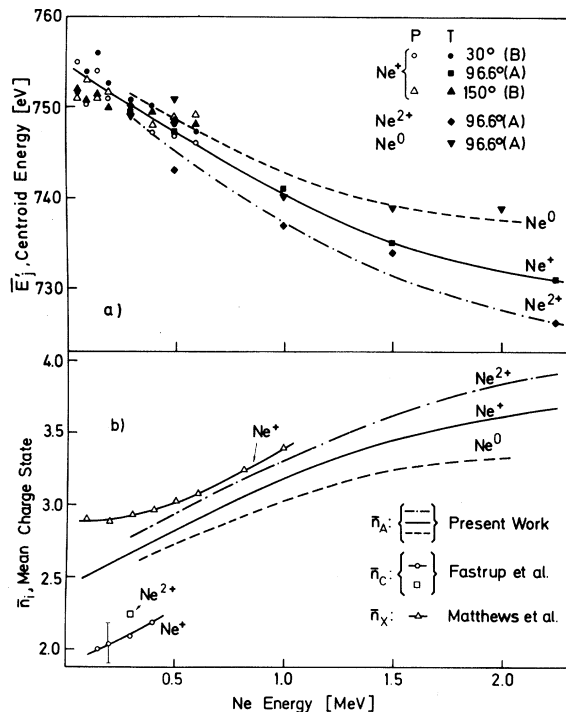 P T
Ne⁺ ○ ● 30° (B)
■ 96.6° (A)
△ ▲ 150° (B)
Ne²⁺ ◆ 96.6° (A)
Ne⁰ ▼ 96.6° (A)
760
750
740
730
Ē'ⱼ, Centroid Energy [eV]
Ne⁰
Ne⁺
Ne²⁺
a)
4.0
3.5
3.0
2.5
2.0
n̄ᵢ, Mean Charge State
b)
Ne²⁺
Ne⁺
Ne⁺
Ne⁰
n̄_A: Present Work
Ne²⁺
n̄_C: Fastrup et al.
Ne⁺
n̄_X: Matthews et al.
0.5 1.0 1.5 2.0
Ne Energy [MeV]